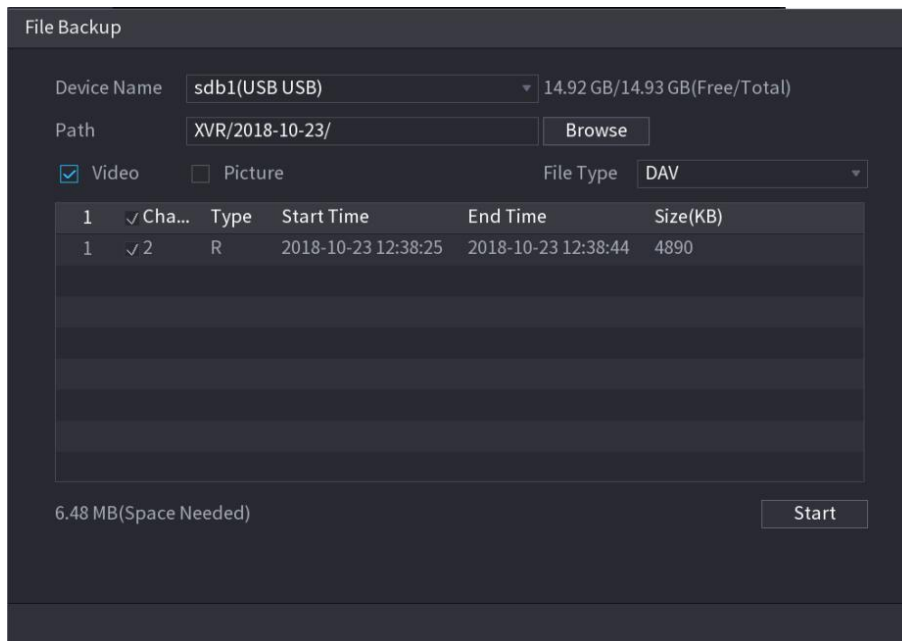 File Backup
Device Name sdb1(USB USB) 14.92 GB/14.93 GB(Free/Total)
Path XVR/2018-10-23/ Browse
Video Picture File Type DAV
1 Cha... Type Start Time End Time Size(KB)
1 2 R 2018-10-23 12:38:25 2018-10-23 12:38:44 4890
6.48 MB(Space Needed) Start